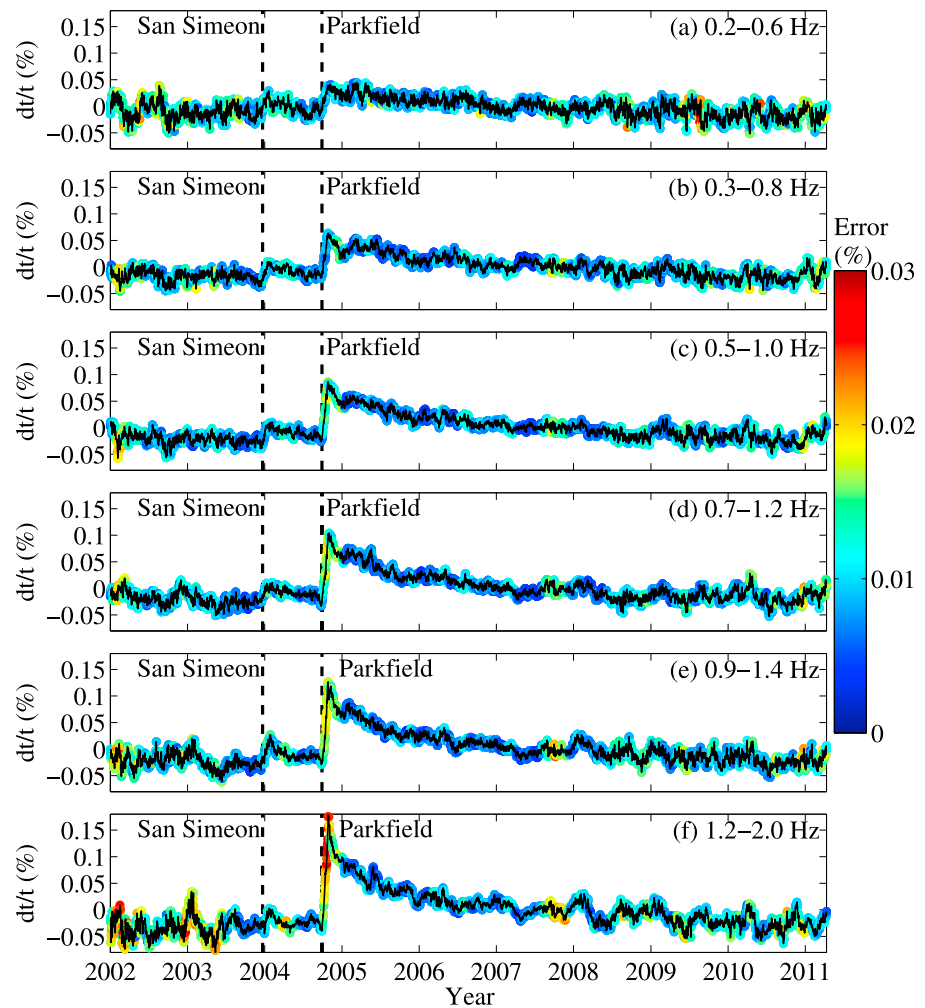 San Simeon Parkfield (a) 0.2−0.6 Hz
dt/t (%)
0.15
0.1
0.05
0
−0.05
San Simeon Parkfield (b) 0.3−0.8 Hz
dt/t (%)
0.15
0.1
0.05
0
−0.05
San Simeon Parkfield (c) 0.5−1.0 Hz
dt/t (%)
0.15
0.1
0.05
0
−0.05
San Simeon Parkfield (d) 0.7−1.2 Hz
dt/t (%)
0.15
0.1
0.05
0
−0.05
San Simeon Parkfield (e) 0.9−1.4 Hz
dt/t (%)
0.15
0.1
0.05
0
−0.05
San Simeon Parkfield (f) 1.2−2.0 Hz
dt/t (%)
0.15
0.1
0.05
0
−0.05
2002 2003 2004 2005 2006 2007 2008 2009 2010 2011
Year
Error
(%)
0.03
0.02
0.01
0